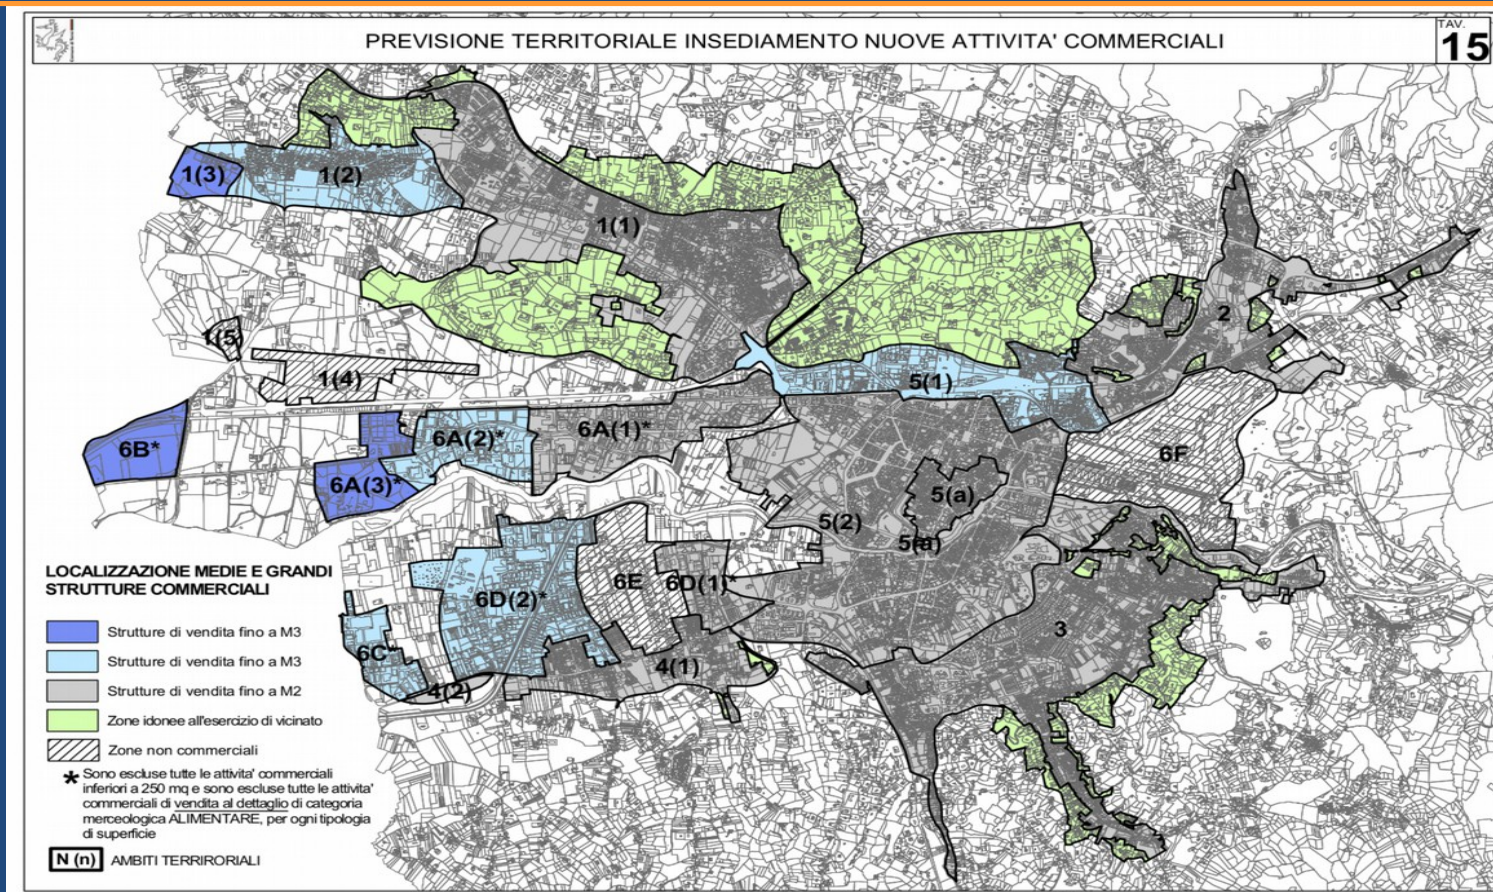 PREVISIONE TERRITORIALE INSEDIAMENTO NUOVE ATTIVITA' COMMERCIALI
TAV.
15
1(3)
1(2)
1(1)
2
1(5)
1(4)
5(1)
6B*
6A(2)*
6A(1)*
6F
6A(3)*
5(a)
5(2)
5(a)
6E
6D(1)*
6D(2)*
3
6C*
4(1)
4(2)
LOCALIZZAZIONE MEDIE E GRANDI
STRUTTURE COMMERCIALI
Strutture di vendita fino a M3
Strutture di vendita fino a M3
Strutture di vendita fino a M2
Zone idonee all'esercizio di vicinato
Zone non commerciali
* Sono escluse tutte le attivita' commerciali
inferiori a 250 mq e sono escluse tutte le attivita'
commerciali di vendita al dettaglio di categoria
merceologica ALIMENTARE, per ogni tipologia
di superficie
N (n) AMBITI TERRIRORIALI